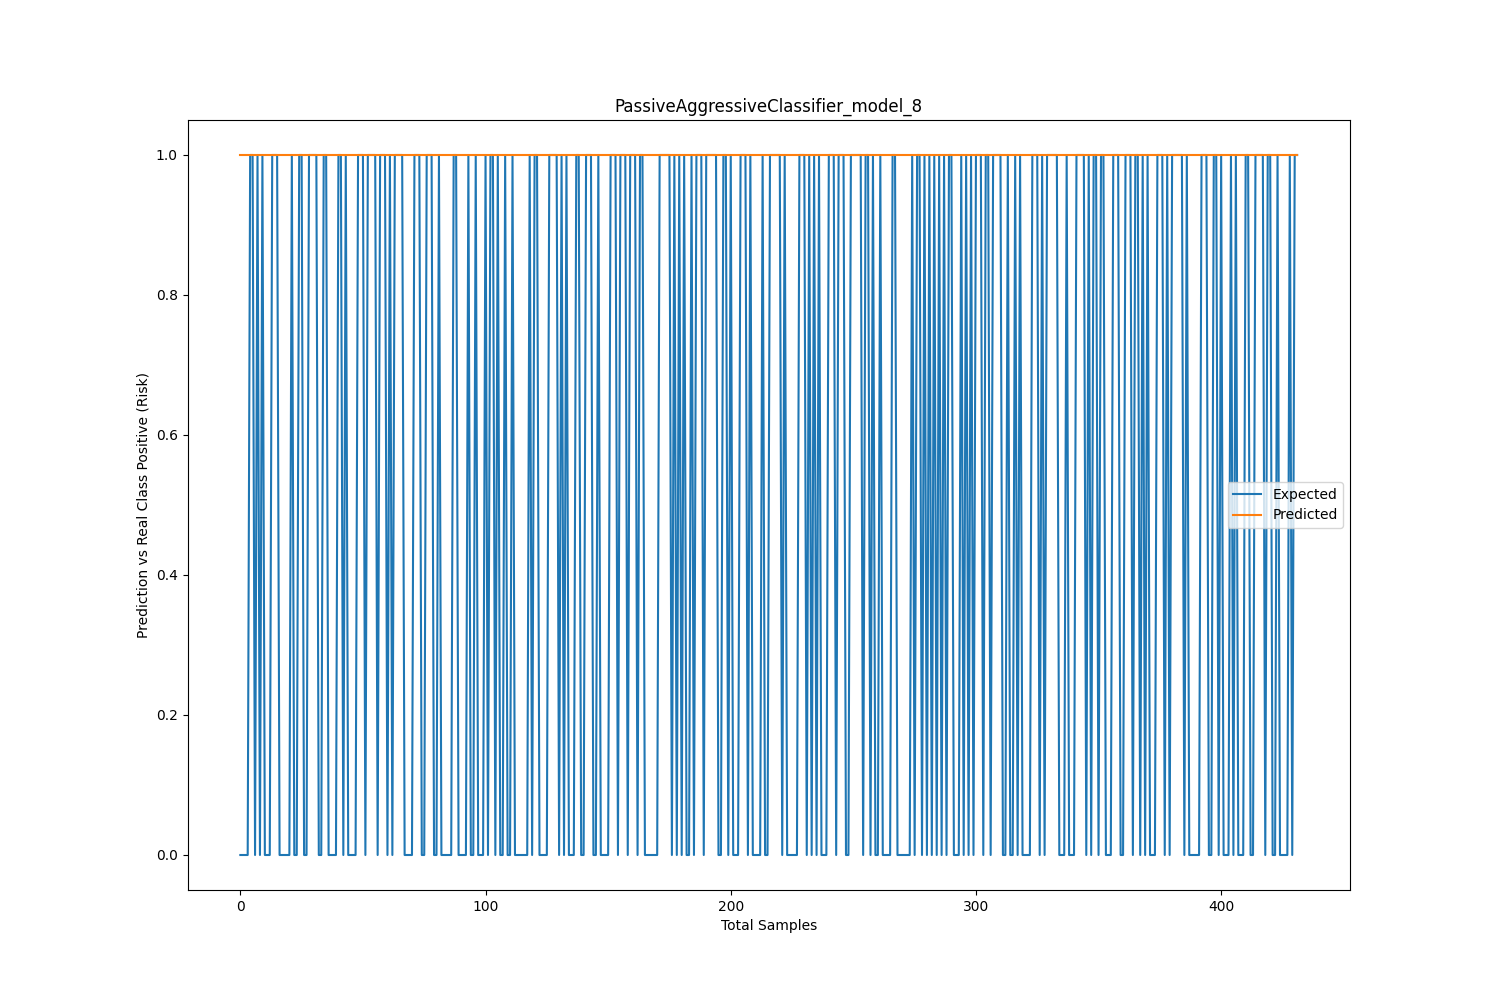 PassiveAggressiveClassifier_model_8
1.0
0.8
0.6
0.4
0.2
0.0
Prediction vs Real Class Positive (Risk)
Expected
Predicted
0
100
200
300
400
Total Samples